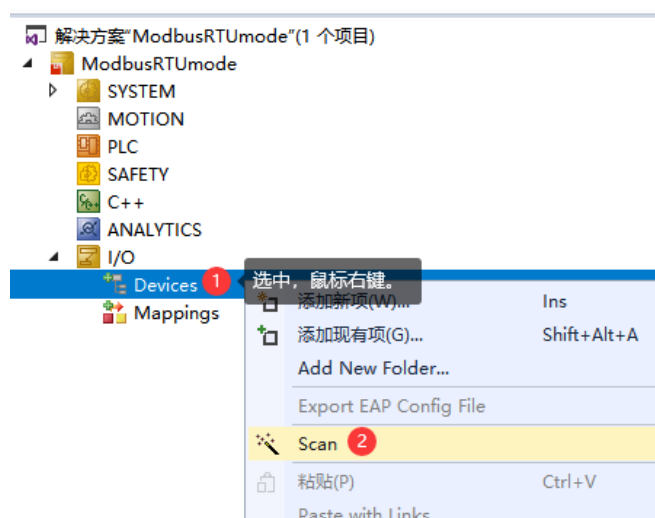 解决方案"ModbusRTUmode"(1 个项目)
ModbusRTUmode
SYSTEM
MOTION
PLC
SAFETY
C++
ANALYTICS
I/O
Devices 1 选中，鼠标右键。
添加新项(W)... Ins
Mappings
添加现有项(G)... Shift+Alt+A
Add New Folder...
Export EAP Config File
Scan 2
粘贴(P) Ctrl+V
Paste with Links